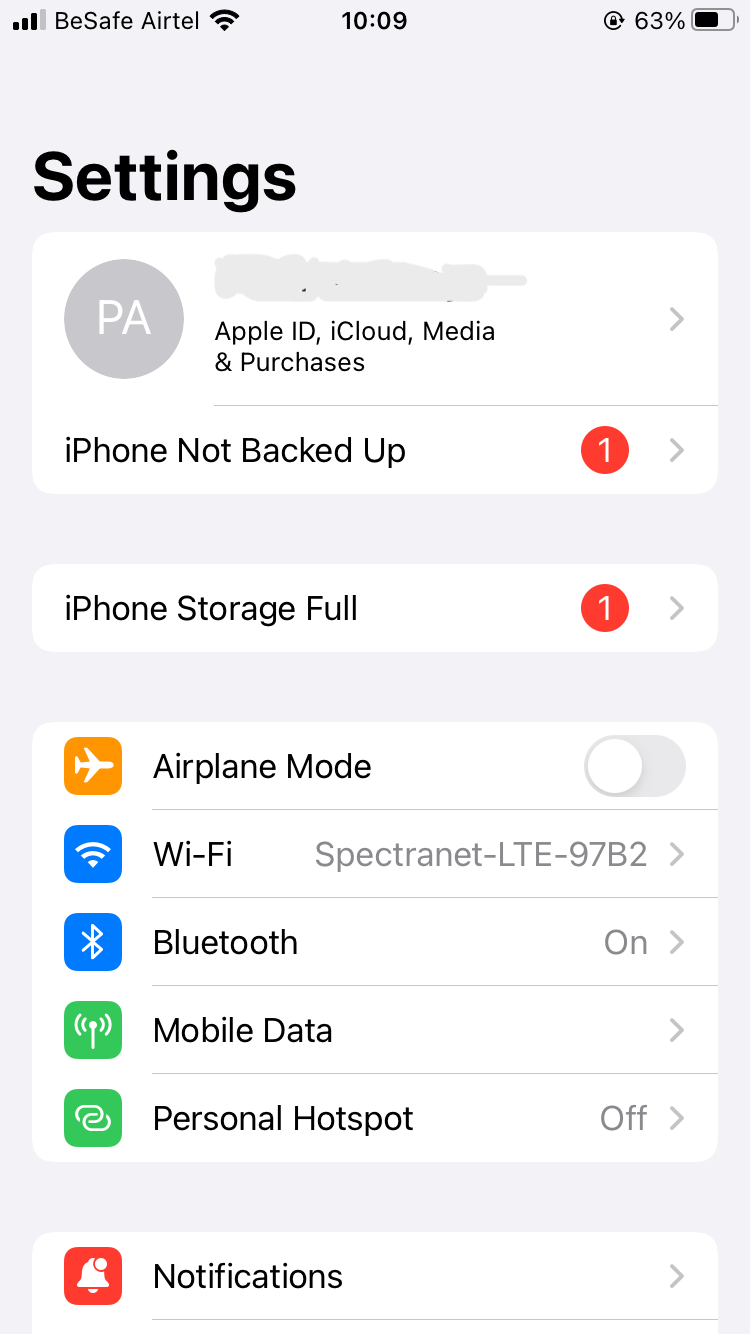 BeSafe Airtel 10:09 63%
Settings
PA
Apple ID, iCloud, Media
& Purchases
iPhone Not Backed Up 1
iPhone Storage Full 1
Airplane Mode
Wi-Fi Spectranet-LTE-97B2
Bluetooth On
Mobile Data
Personal Hotspot Off
Notifications